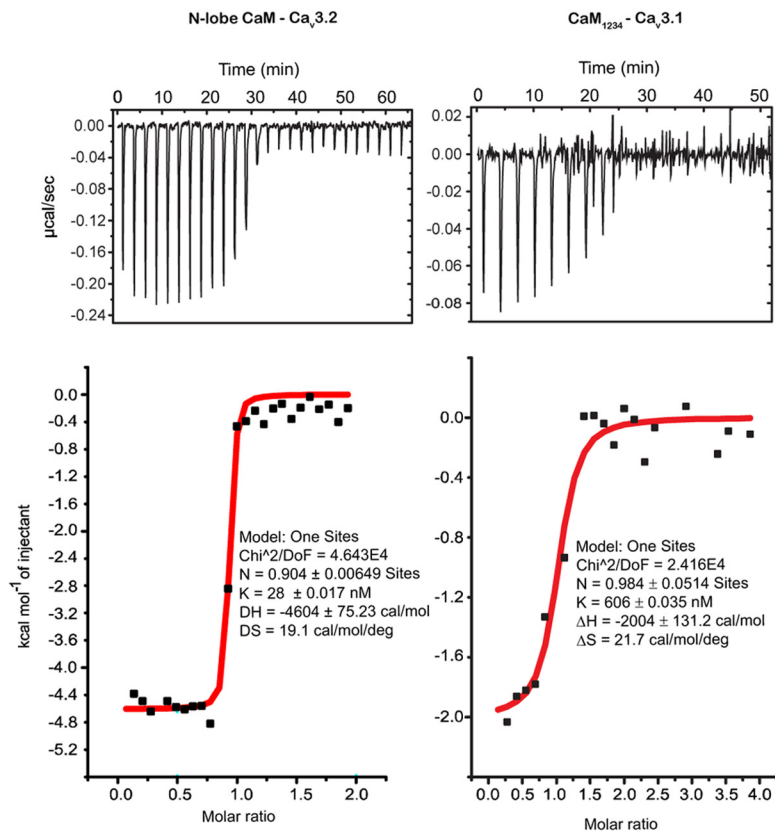 N-lobe CaM - Cav3.2
Time (min)
0 10 20 30 40 50 60
0.00
-0.04
-0.08
-0.12
-0.16
-0.20
-0.24
µcal/sec
CaM1234 - Cav3.1
Time (min)
0 10 20 30 40 50
0.02
0.00
-0.02
-0.04
-0.06
-0.08
0.0
-0.4
-0.8
-1.2
-1.6
-2.0
-2.4
-2.8
-3.2
-3.6
-4.0
-4.4
-4.8
-5.2
kcal mol-1 of injectant
Model: One Sites
Chi^2/DoF = 4.643E4
N = 0.904 ± 0.00649 Sites
K = 28 ± 0.017 nM
DH = -4604 ± 75.23 cal/mol
DS = 19.1 cal/mol/deg
0.0 0.5 1.0 1.5 2.0
Molar ratio
0.0
-0.4
-0.8
-1.2
-1.6
-2.0
Model: One Sites
Chi^2/DoF = 2.416E4
N = 0.984 ± 0.0514 Sites
K = 606 ± 0.035 nM
ΔH = -2004 ± 131.2 cal/mol
ΔS = 21.7 cal/mol/deg
0.0 0.5 1.0 1.5 2.0 2.5 3.0 3.5 4.0
Molar ratio